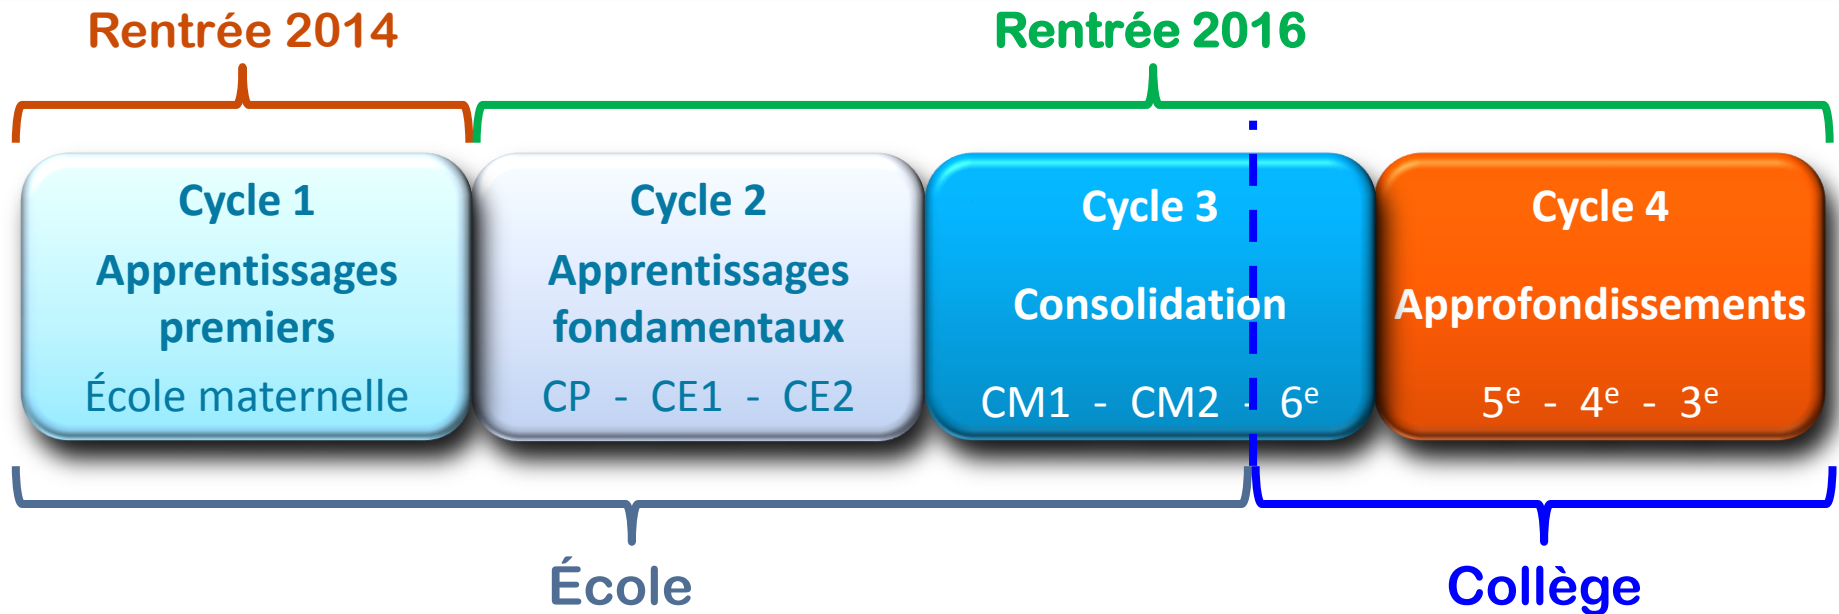 Rentrée 2014
Rentrée 2016
Cycle 1
Apprentissages
premiers
École maternelle
Cycle 2
Apprentissages
fondamentaux
CP - CE1 - CE2
Cycle 3
Consolidation
CM1 - CM2 - 6e
Cycle 4
Approfondissements
5e - 4e - 3e
École
Collège